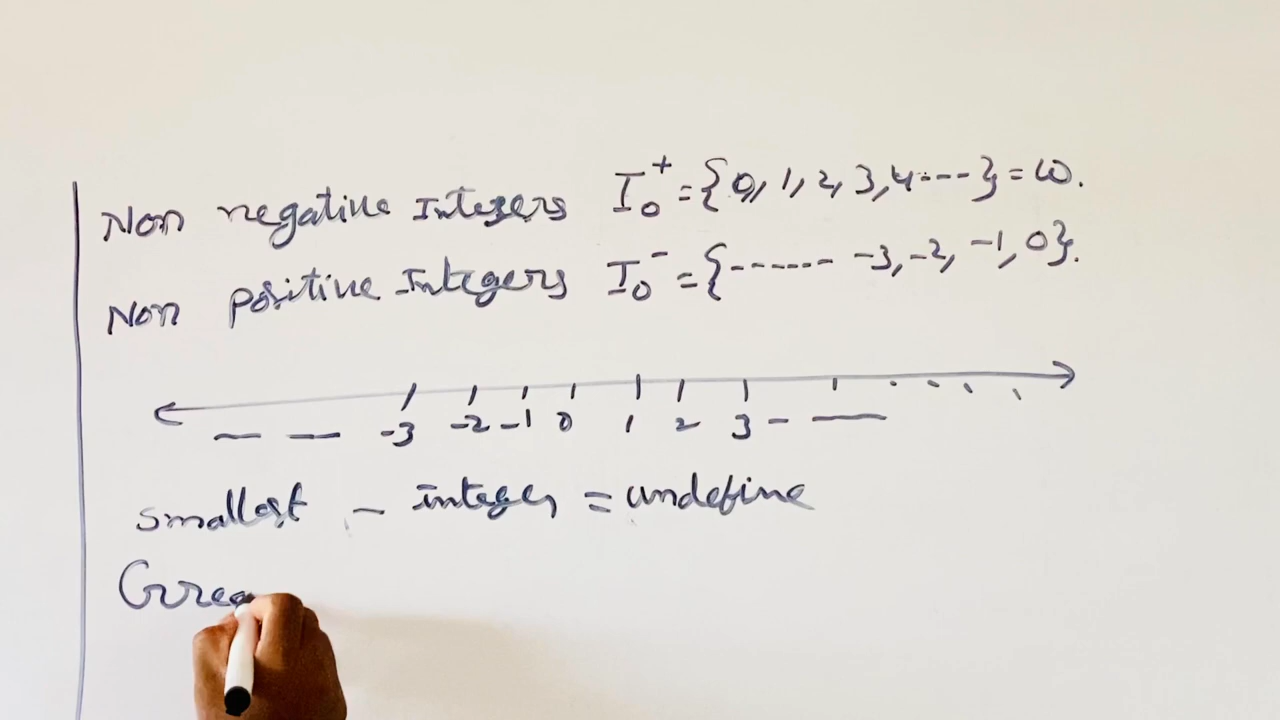 Non negative Integers I₀⁺ = {0, 1, 2, 3, 4 ----- } = W.
Non positive Integers I₀⁻ = {------ -3, -2, -1, 0}.
— — -3 -2 -1 0 1 2 3 - —
smallest - integer = undefine
Grea